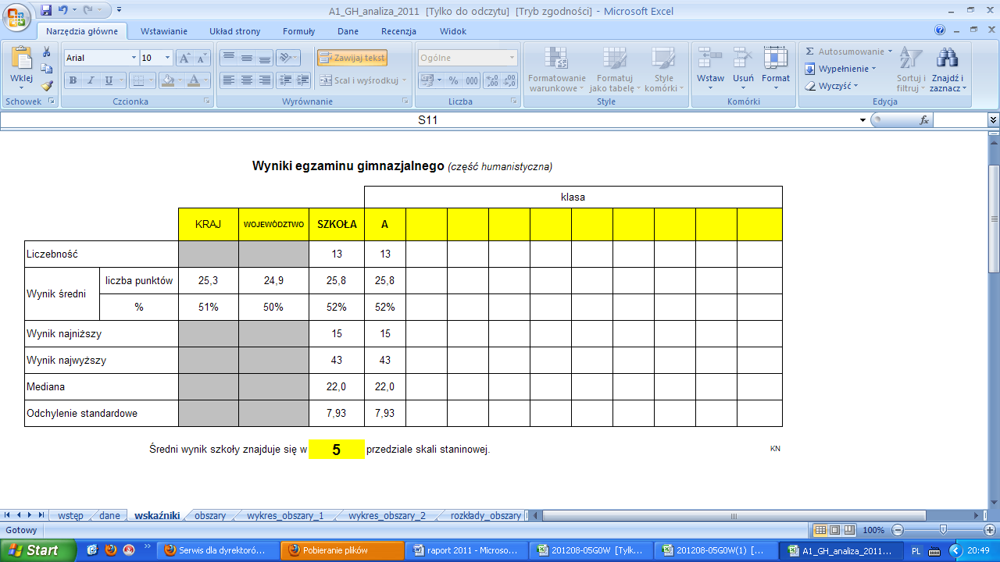 A1_GH_analiza_2011 [Tylko do odczytu] [Tryb zgodności] - Microsoft Excel
Narzędzia główne Wstawianie Układ strony Formuły Dane Recenzja Widok
Wklej
Arial 10
Zawijaj tekst
Ogólne
B I U
Scal i wyśrodkuj
% 000
Formatowanie warunkowe
Formatuj jako tabelę
Style komórki
Wstaw Usuń Format
Σ Autosumowanie
Wypełnienie
Wyczyść
Sortuj i filtruj
Znajdź i zaznacz
Schowek Czcionka Wyrównanie Liczba Style Komórki Edycja
S11 fx
Wyniki egzaminu gimnazjalnego (część humanistyczna)
klasa
KRAJ WOJEWÓDZTWO SZKOŁA A
Liczebność 13 13
Wynik średni
liczba punktów 25,3 24,9 25,8 25,8
% 51% 50% 52% 52%
Wynik najniższy 15 15
Wynik najwyższy 43 43
Mediana 22,0 22,0
Odchylenie standardowe 7,93 7,93
Średni wynik szkoły znajduje się w 5 przedziale skali staninowej.
KN
wstęp dane wskaźniki obszary wykres_obszary_1 wykres_obszary_2 rozkłady_obszary
Gotowy 100%
Start Serwis dla dyrektoró... Pobieranie plików raport 2011 - Microso... 201208-05G0W [Tylk... 201208-05G0W(1) [... A1_GH_analiza_2011... PL 20:49